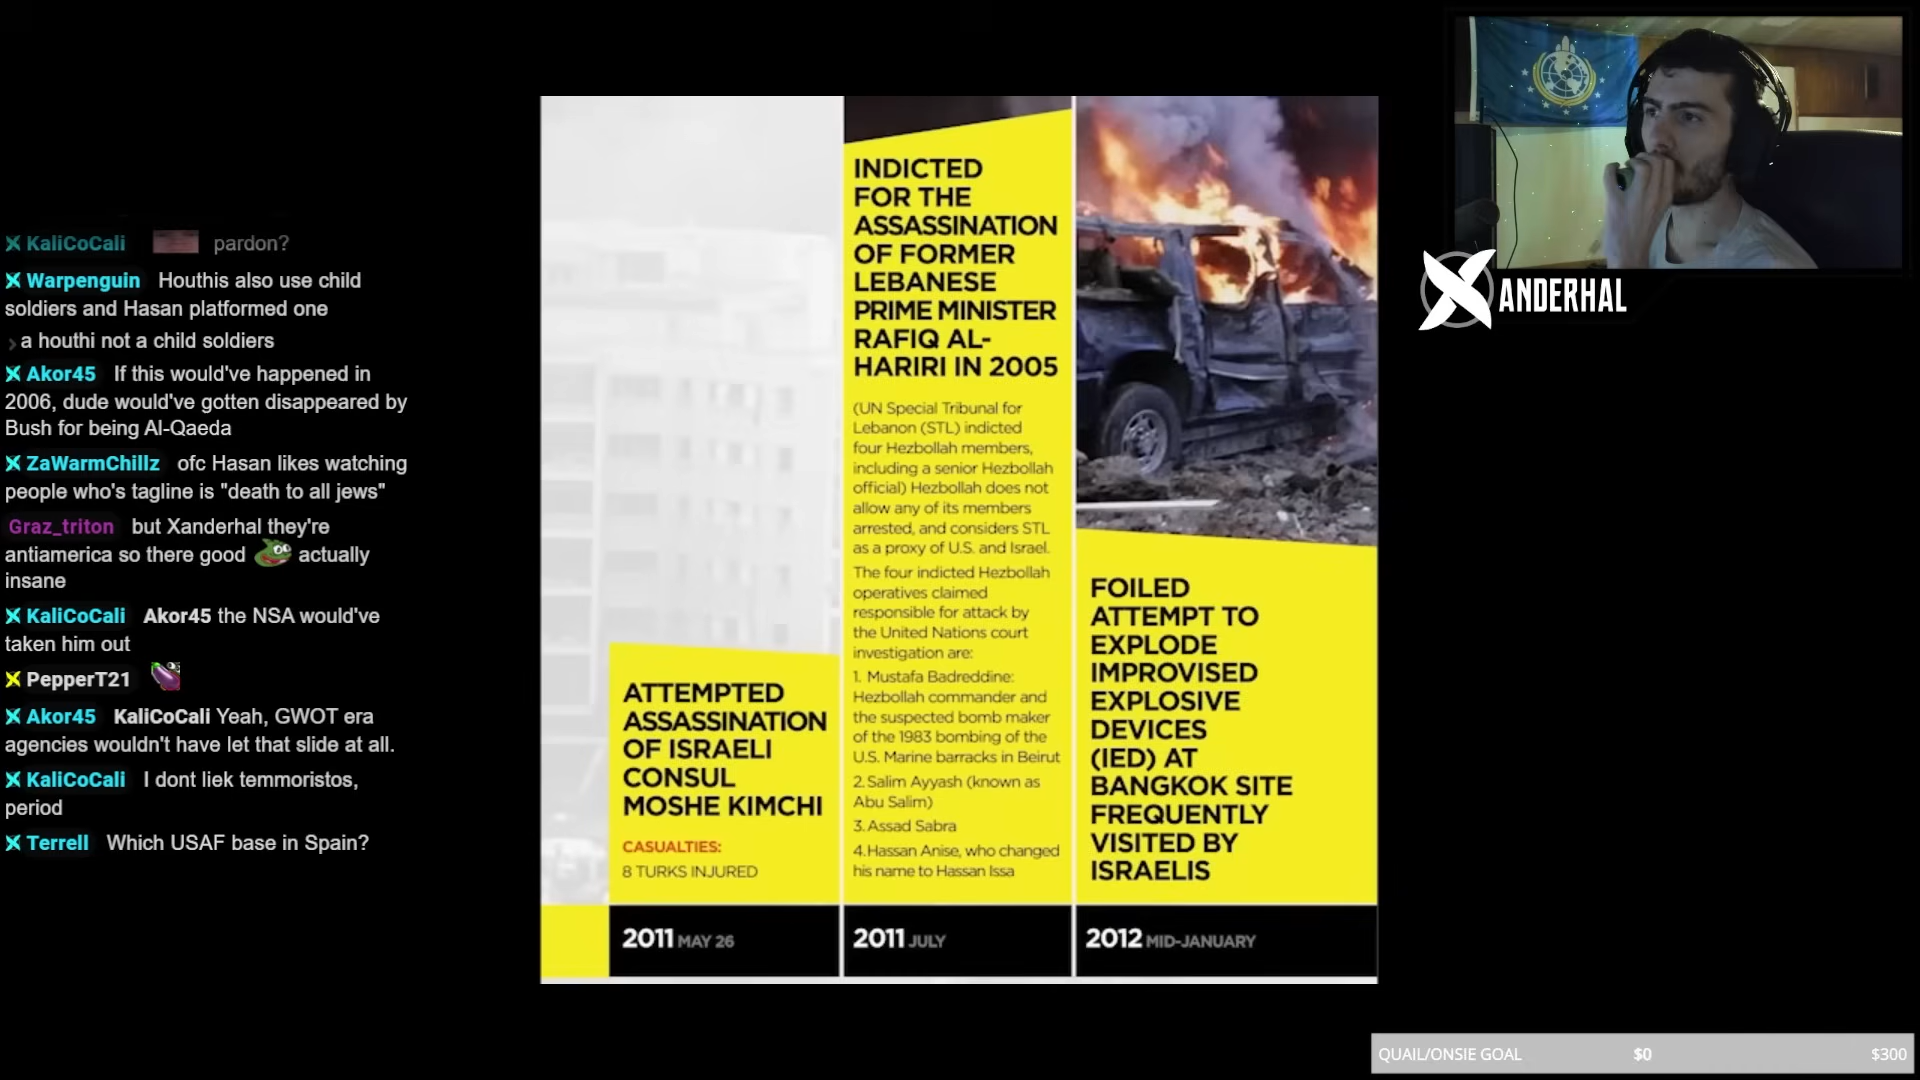 KaliCoCali pardon?
Warpenguin Houthis also use child
soldiers and Hasan platformed one
a houthi not a child soldiers
Akor45 If this would've happened in
2006, dude would've gotten disappeared by
Bush for being Al-Qaeda
ZaWarmChillz ofc Hasan likes watching
people who's tagline is "death to all jews"
Graz_triton but Xanderhal they're
antiamerica so there good actually
insane
KaliCoCali Akor45 the NSA would've
taken him out
PepperT21
Akor45 KaliCoCali Yeah, GWOT era
agencies wouldn't have let that slide at all.
KaliCoCali I dont liek temmoristos,
period
Terrell Which USAF base in Spain?
ATTEMPTED
ASSASSINATION
OF ISRAELI
CONSUL
MOSHE KIMCHI
CASUALTIES:
8 TURKS INJURED
2011 MAY 26
INDICTED
FOR THE
ASSASSINATION
OF FORMER
LEBANESE
PRIME MINISTER
RAFIQ AL-
HARIRI IN 2005
(UN Special Tribunal for
Lebanon (STL) indicted
four Hezbollah members,
including a senior Hezbollah
official) Hezbollah does not
allow any of its members
arrested, and considers STL
as a proxy of U.S. and Israel.
The four indicted Hezbollah
operatives claimed
responsible for attack by
the United Nations court
investigation are:
1. Mustafa Badreddine:
Hezbollah commander and
the suspected bomb maker
of the 1983 bombing of the
U.S. Marine barracks in Beirut
2. Salim Ayyash (known as
Abu Salim)
3. Assad Sabra
4. Hassan Anise, who changed
his name to Hassan Issa
2011 JULY
FOILED
ATTEMPT TO
EXPLODE
IMPROVISED
EXPLOSIVE
DEVICES
(IED) AT
BANGKOK SITE
FREQUENTLY
VISITED BY
ISRAELIS
2012 MID-JANUARY
XANDERHAL
QUAIL/ONSIE GOAL $0 $300